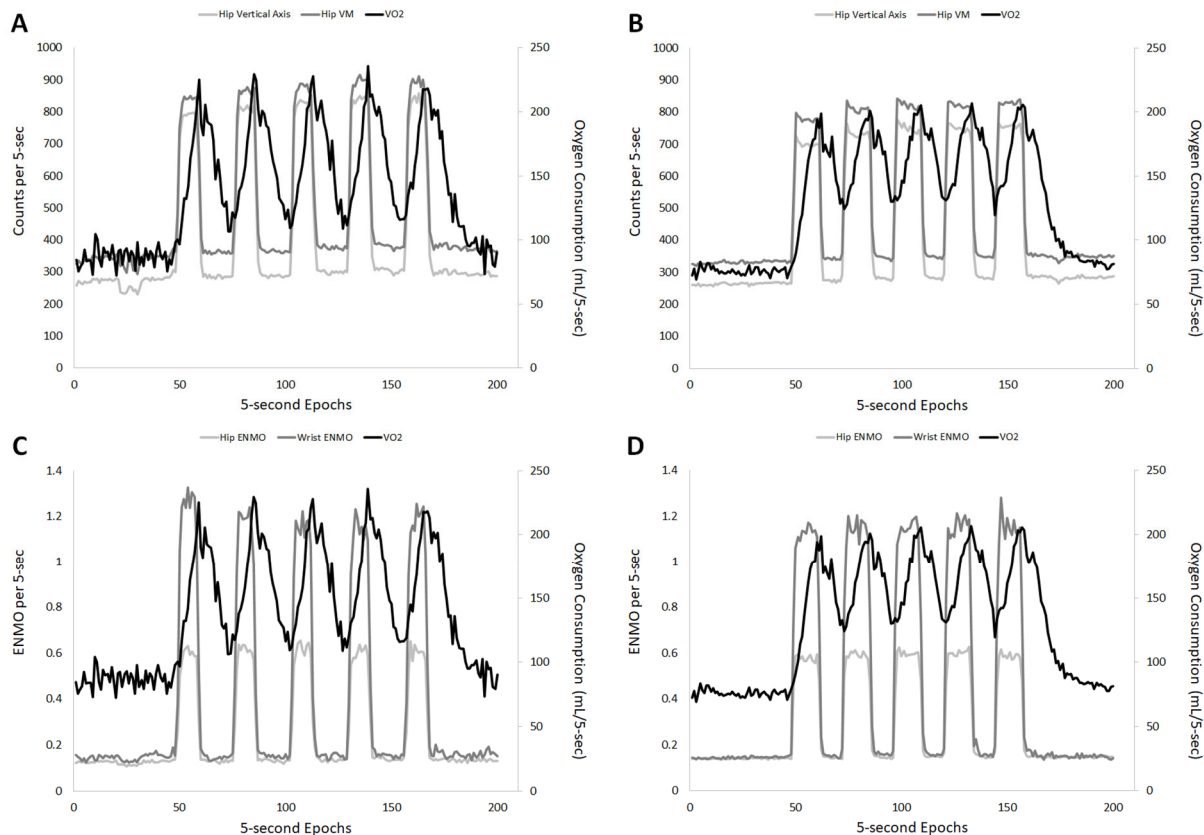 A
Hip Vertical Axis Hip VM VO2
Counts per 5-sec
1000
900
800
700
600
500
400
300
200
100
0
250
200
150
100
50
0
Oxygen Consumption (mL/5-sec)
0 50 100 150 200
5-second Epochs
B
Hip Vertical Axis Hip VM VO2
Counts per 5-sec
1000
900
800
700
600
500
400
300
200
100
0
250
200
150
100
50
0
Oxygen Consumption (mL/5-sec)
0 50 100 150 200
5-second Epochs
C
Hip ENMO Wrist ENMO VO2
ENMO per 5-sec
1.4
1.2
1
0.8
0.6
0.4
0.2
0
250
200
150
100
50
0
Oxygen Consumption (mL/5-sec)
0 50 100 150 200
5-second Epochs
D
Hip ENMO Wrist ENMO VO2
ENMO per 5-sec
1.4
1.2
1
0.8
0.6
0.4
0.2
0
250
200
150
100
50
0
Oxygen Consumption (mL/5-sec)
0 50 100 150 200
5-second Epochs